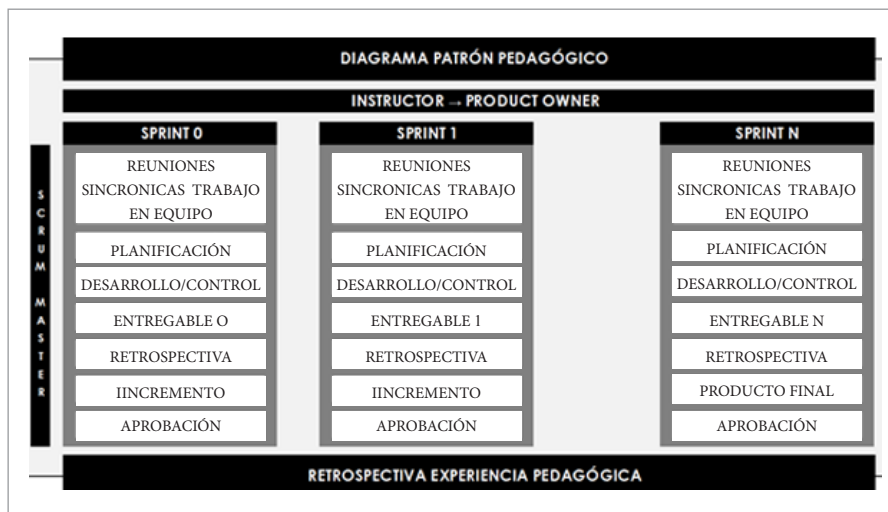 DIAGRAMA PATRÓN PEDAGÓGICO
INSTRUCTOR → PRODUCT OWNER
SCRUM MASTER
SPRINT 0
REUNIONES
SINCRONICAS TRABAJO
EN EQUIPO
PLANIFICACIÓN
DESARROLLO/CONTROL
ENTREGABLE O
RETROSPECTIVA
IINCREMENTO
APROBACIÓN
SPRINT 1
REUNIONES
SINCRONICAS TRABAJO
EN EQUIPO
PLANIFICACIÓN
DESARROLLO/CONTROL
ENTREGABLE 1
RETROSPECTIVA
IINCREMENTO
APROBACIÓN
SPRINT N
REUNIONES
SINCRONICAS TRABAJO
EN EQUIPO
PLANIFICACIÓN
DESARROLLO/CONTROL
ENTREGABLE N
RETROSPECTIVA
PRODUCTO FINAL
APROBACIÓN
RETROSPECTIVA EXPERIENCIA PEDAGÓGICA